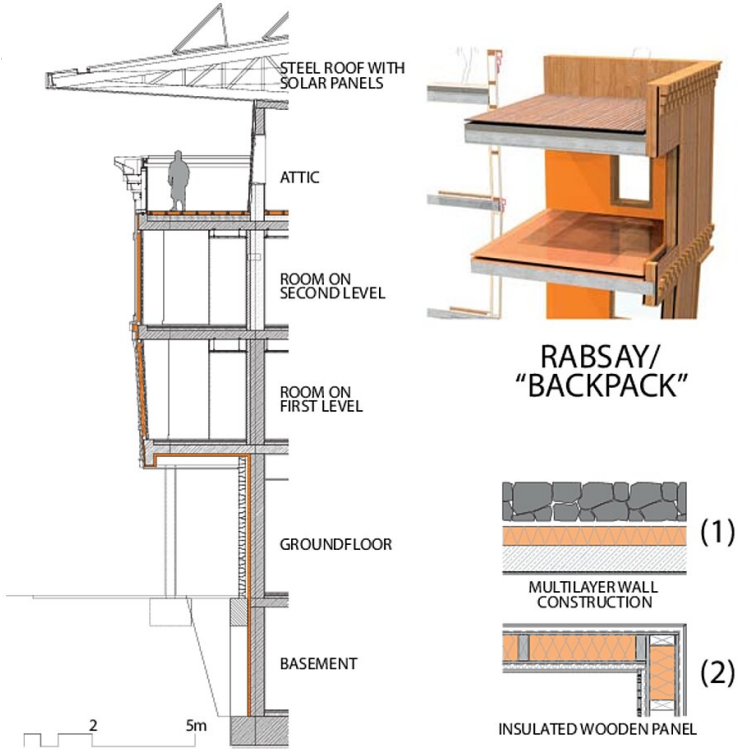 STEEL ROOF WITH
SOLAR PANELS
ATTIC
ROOM ON
SECOND LEVEL
ROOM ON
FIRST LEVEL
GROUNDFLOOR
BASEMENT
2
5m
RABSAY/
“BACKPACK”
(1)
MULTILAYER WALL
CONSTRUCTION
(2)
INSULATED WOODEN PANEL